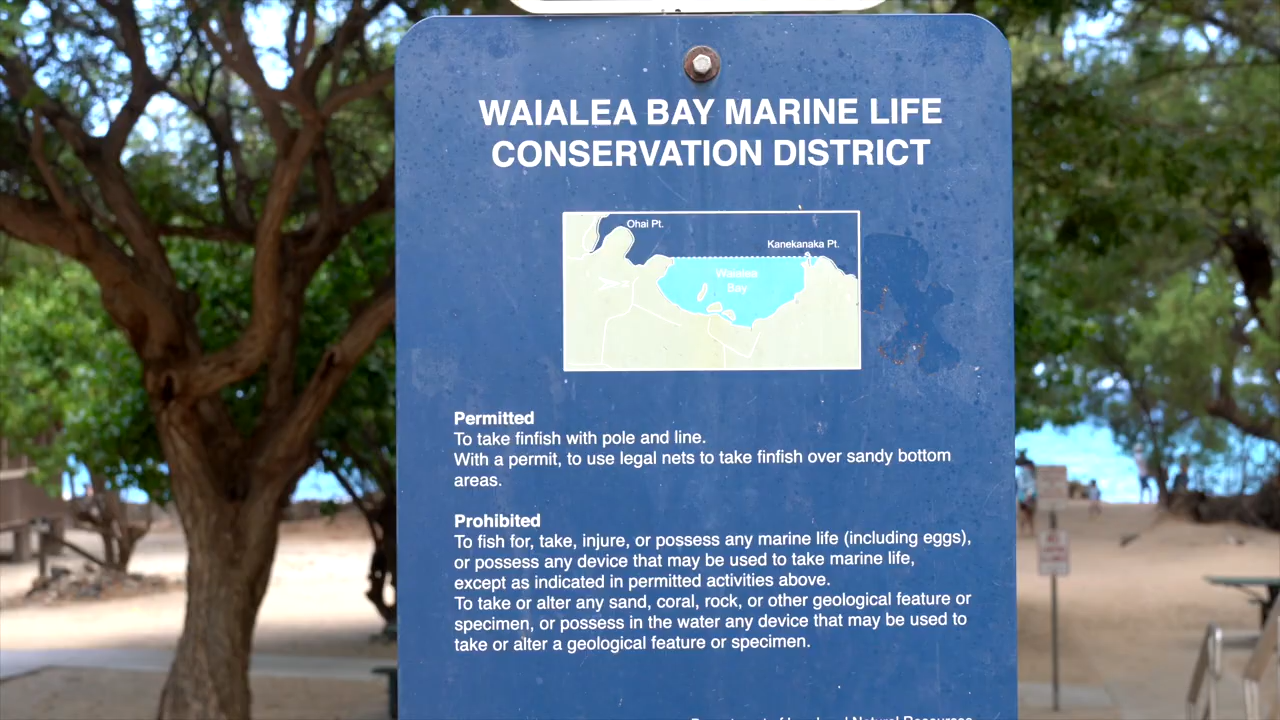 WAIALEA BAY MARINE LIFE
CONSERVATION DISTRICT
Ohai Pt.
Kanekanaka Pt.
Waialea
Bay
Permitted
To take finfish with pole and line.
With a permit, to use legal nets to take finfish over sandy bottom
areas.
Prohibited
To fish for, take, injure, or possess any marine life (including eggs),
or possess any device that may be used to take marine life,
except as indicated in permitted activities above.
To take or alter any sand, coral, rock, or other geological feature or
specimen, or possess in the water any device that may be used to
take or alter a geological feature or specimen.